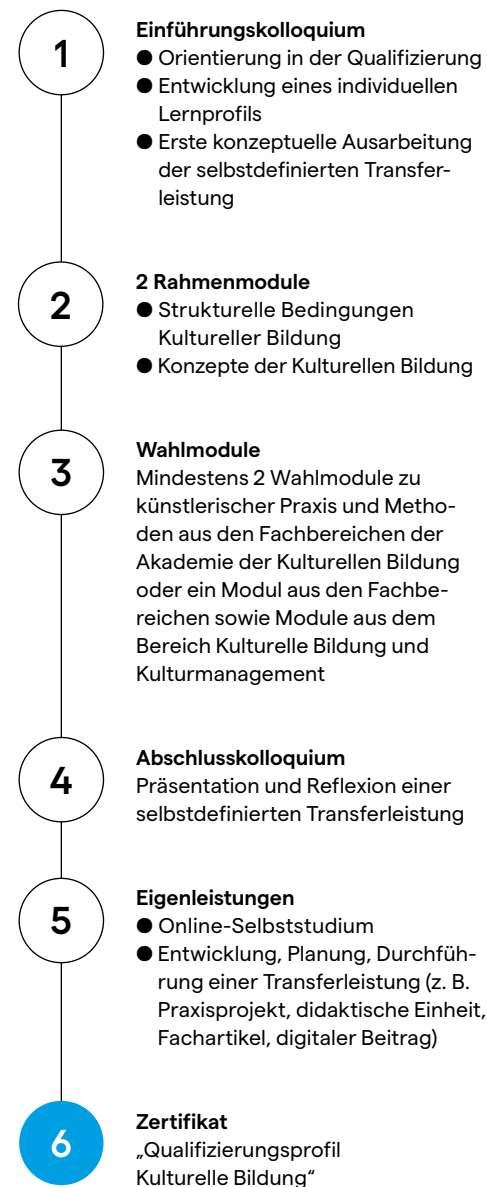 1
Einführungskolloquium
● Orientierung in der Qualifizierung
● Entwicklung eines individuellen
Lernprofils
● Erste konzeptuelle Ausarbeitung
der selbstdefinierten Transfer-
leistung
2
2 Rahmenmodule
● Strukturelle Bedingungen
Kultureller Bildung
● Konzepte der Kulturellen Bildung
3
Wahlmodule
Mindestens 2 Wahlmodule zu
künstlerischer Praxis und Metho-
den aus den Fachbereichen der
Akademie der Kulturellen Bildung
oder ein Modul aus den Fachbe-
reichen sowie Module aus dem
Bereich Kulturelle Bildung und
Kulturmanagement
4
Abschlusskolloquium
Präsentation und Reflexion einer
selbstdefinierten Transferleistung
5
Eigenleistungen
● Online-Selbststudium
● Entwicklung, Planung, Durchfüh-
rung einer Transferleistung (z. B.
Praxisprojekt, didaktische Einheit,
Fachartikel, digitaler Beitrag)
6
Zertifikat
„Qualifizierungsprofil
Kulturelle Bildung“